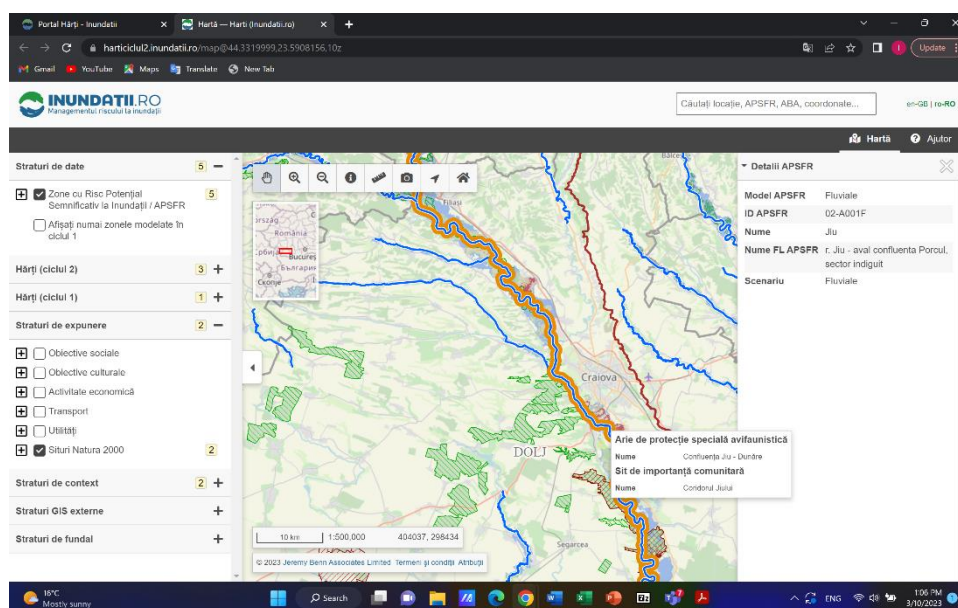 Portal Hărți - Inundatii
Hartă — Harti (Inundatii.ro)
harticiclul2.inundatii.ro/map@44.3319999,23.5908156,10z
Update
Gmail
YouTube
Maps
Translate
New Tab
INUNDATII.RO
Managementul riscului la inundații
Căutați locație, APSFR, ABA, coordonate...
en-GB | ro-RO
Hartă
Ajutor
Straturi de date 5
Zone cu Risc Potențial
Semnificativ la Inundații / APSFR
5
Afișați numai zonele modelate în
ciclul 1
Hărți (ciclul 2) 3
Hărți (ciclul 1) 1
Straturi de expunere 2
Obiective sociale
Obiective culturale
Activitate economică
Transport
Utilități
Situri Natura 2000 2
Straturi de context 2
Straturi GIS externe
Straturi de fundal
România
București
България
Скопје
Filiași
Craiova
DOLJ
Segarcea
Arie de protecție specială avifaunistică
Nume Confluența Jiu - Dunăre
Sit de importanță comunitară
Nume Coridorul Jiului
10 km
1:500,000
404037, 298434
© 2023 Jeremy Benn Associates Limited Termeni și condiții Atribuții
Detalii APSFR
Model APSFR Fluviale
ID APSFR 02-A001F
Nume Jiu
Nume FL APSFR r. Jiu - aval confluenta Porcul,
sector indiguit
Scenariu Fluviale
16°C
Mostly sunny
Search
ENG
1:06 PM
3/10/2023